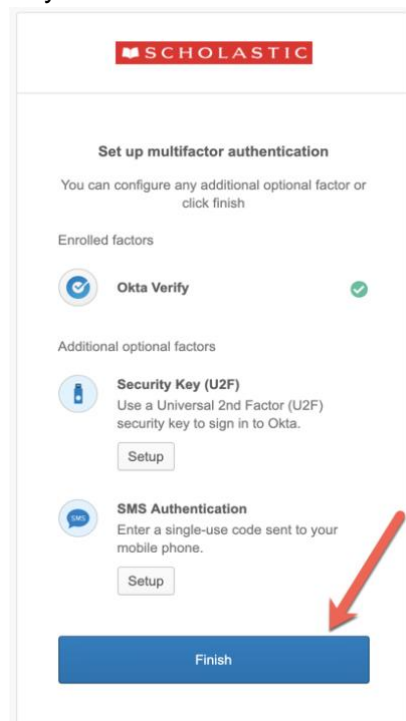 SCHOLASTIC
Set up multifactor authentication
You can configure any additional optional factor or
click finish
Enrolled factors
Okta Verify
Additional optional factors
Security Key (U2F)
Use a Universal 2nd Factor (U2F)
security key to sign in to Okta.
Setup
SMS
SMS Authentication
Enter a single-use code sent to your
mobile phone.
Setup
Finish